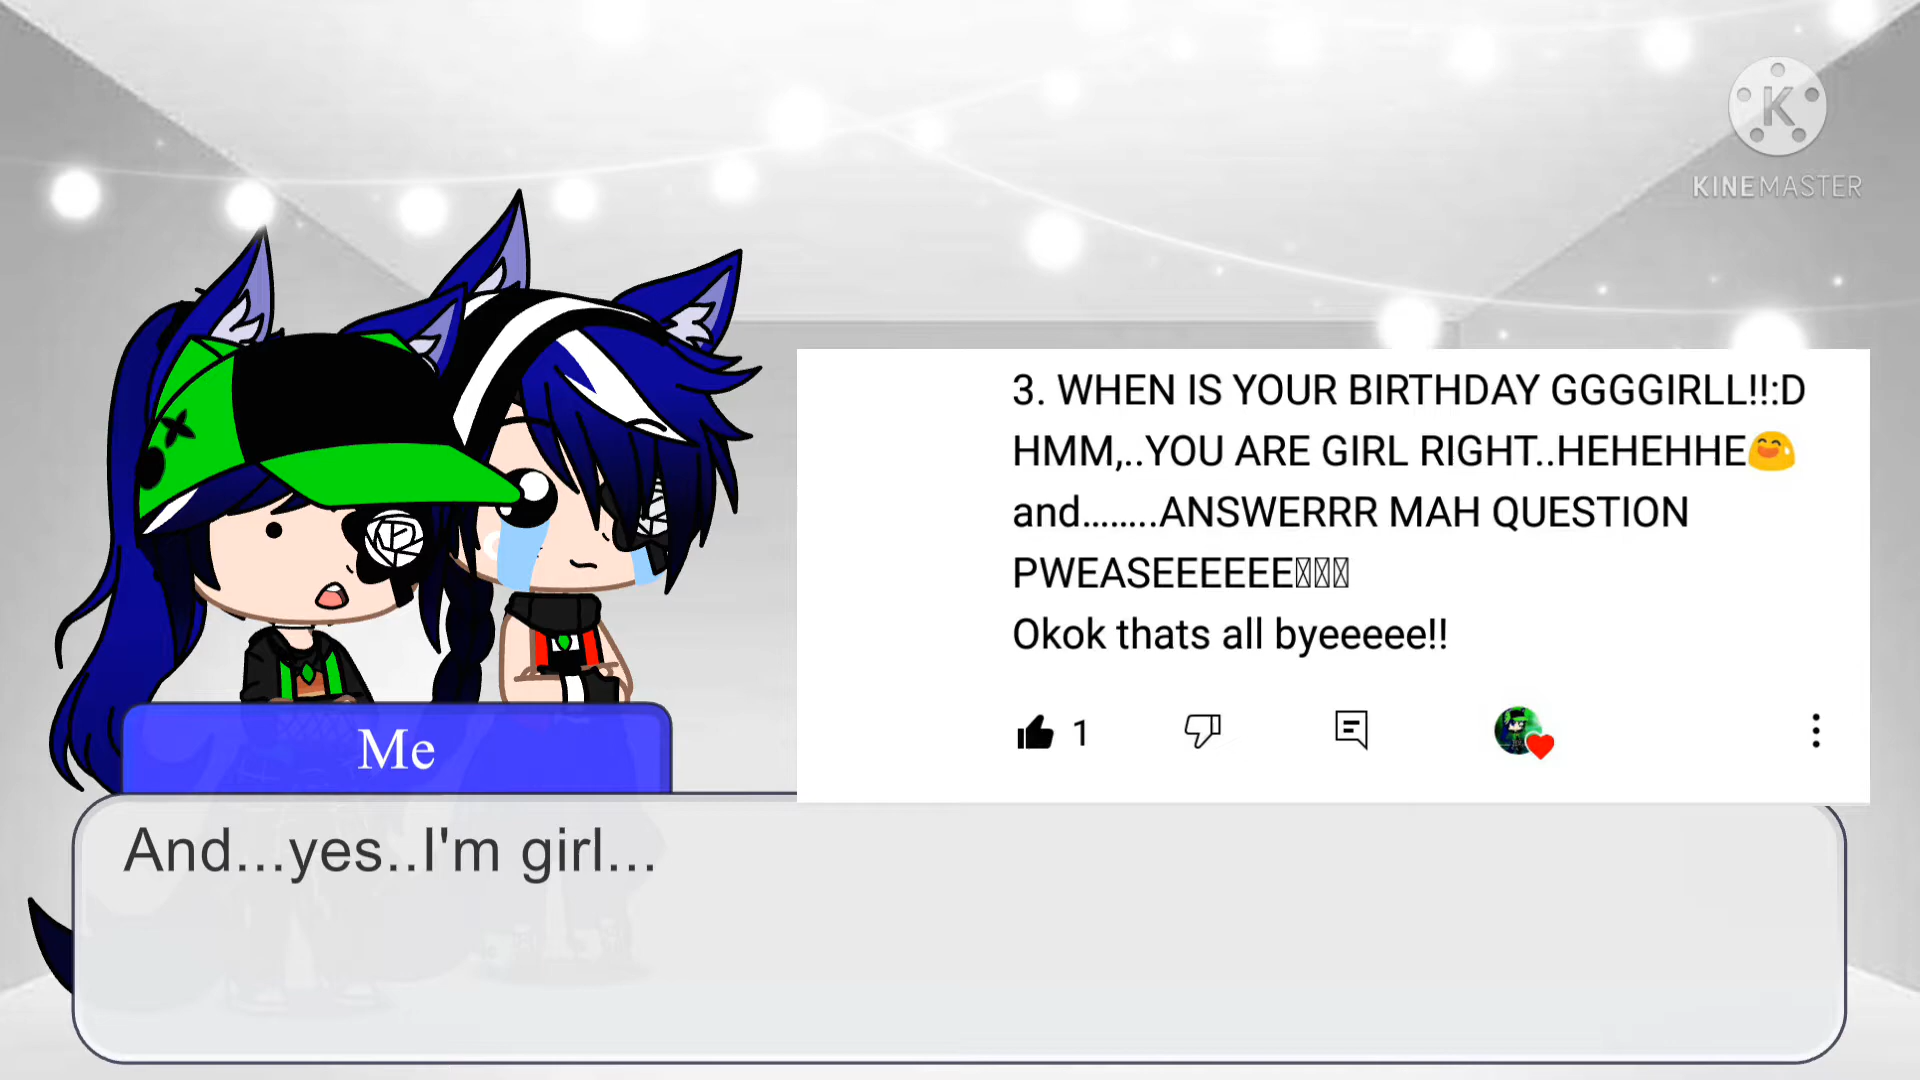 K
KINEMASTER
3. WHEN IS YOUR BIRTHDAY GGGGIRLL!!:D
HMM,..YOU ARE GIRL RIGHT..HEHEHHE😅
and........ANSWERRR MAH QUESTION
PWEASEEEEEE
Okok thats all byeeeee!!
1
Me
And...yes..I'm girl...